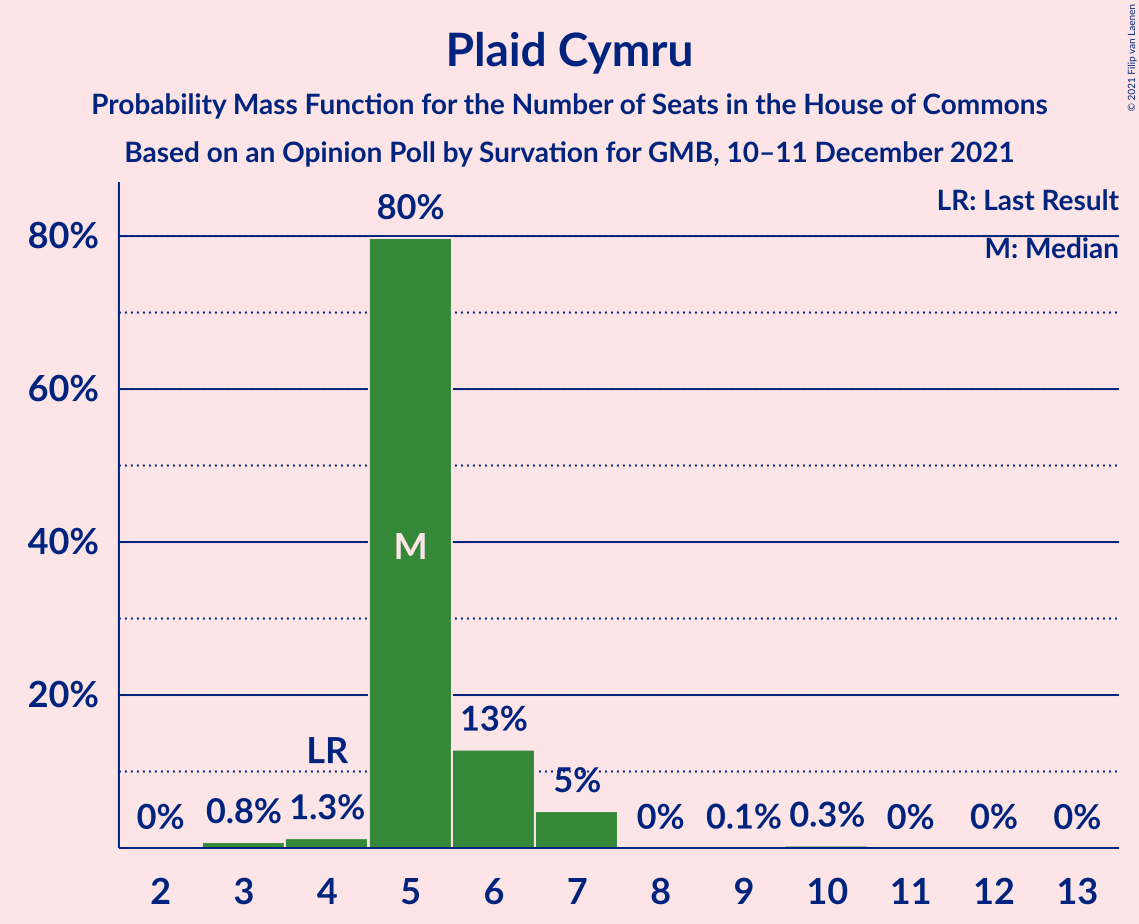 Plaid Cymru
Probability Mass Function for the Number of Seats in the House of Commons
Based on an Opinion Poll by Survation for GMB, 10–11 December 2021
© 2021 Filip van Laenen
LR: Last Result
M: Median
80%
60%
40%
20%
0%
0.8%
LR
1.3%
80%
M
13%
5%
0%
0.1%
0.3%
0%
0%
0%
2 3 4 5 6 7 8 9 10 11 12 13